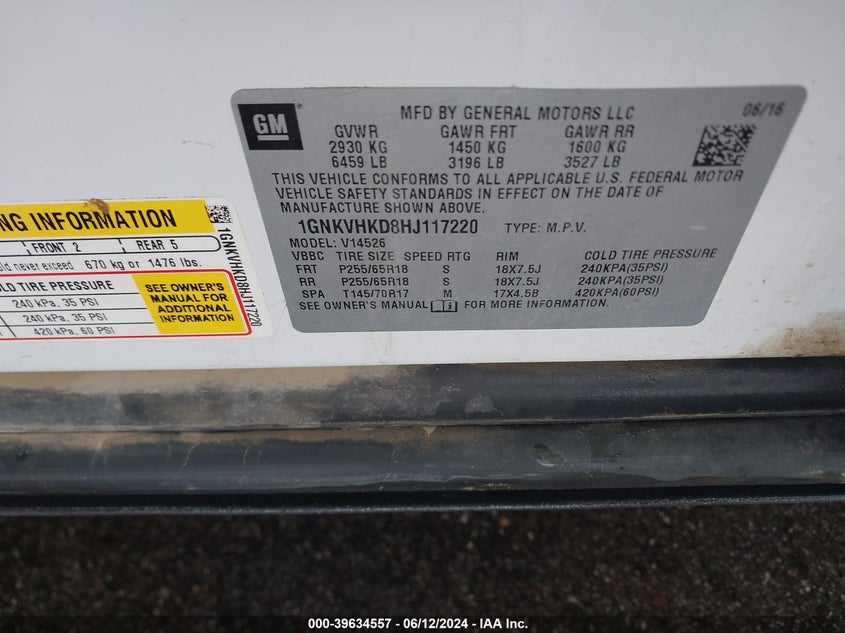 GM®
MFD BY GENERAL MOTORS LLC 06/16
GVWR GAWR FRT GAWR RR
2930 KG 1450 KG 1600 KG
6459 LB 3196 LB 3527 LB
THIS VEHICLE CONFORMS TO ALL APPLICABLE U.S. FEDERAL MOTOR
VEHICLE SAFETY STANDARDS IN EFFECT ON THE DATE OF
MANUFACTURE SHOWN ABOVE.
1GNKVHKD8HJ117220 TYPE: M.P.V.
MODEL: V14526
VBBC TIRE SIZE SPEED RTG RIM COLD TIRE PRESSURE
FRT P255/65R18 S 18X7.5J 240KPA(35PSI)
RR P255/65R18 S 18X7.5J 240KPA(35PSI)
SPA T145/70R17 M 17X4.5B 420KPA(60PSI)
SEE OWNER'S MANUAL FOR MORE INFORMATION.
NG INFORMATION
FRONT 2 REAR 5
uld never exceed 670 kg or 1476 lbs.
LD TIRE PRESSURE
240 kPa, 35 PSI
240 kPa, 35 PSI
420 kPa, 60 PSI
SEE OWNER'S
MANUAL FOR
ADDITIONAL
INFORMATION
1GNKVHKD8HJ117220
000-39634557 / 06/12/2024 / IAA Inc.